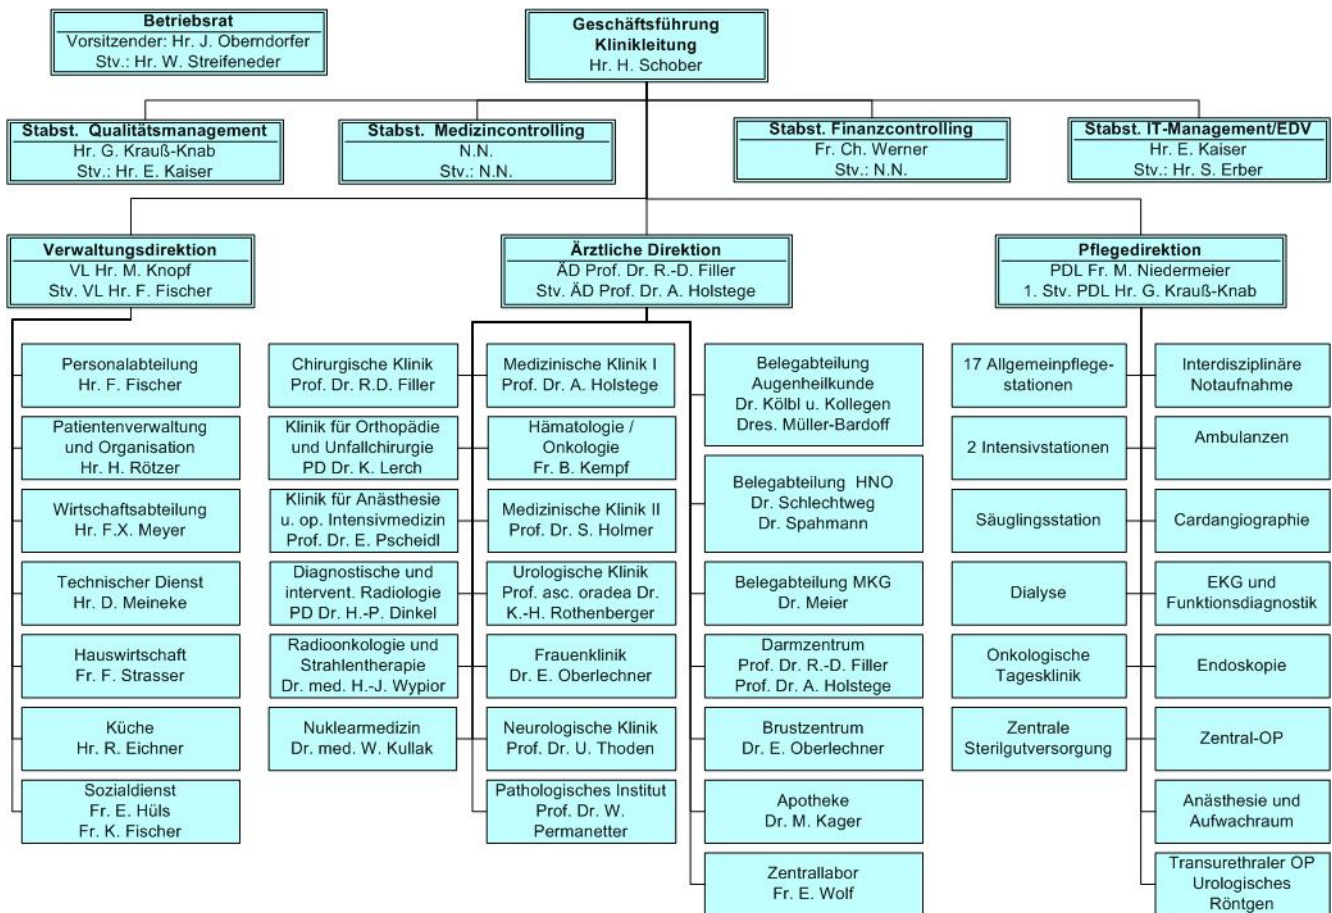 Betriebsrat
Vorsitzender: Hr. J. Oberndorfer
Stv.: Hr. W. Streifeneder
Geschäftsführung
Klinikleitung
Hr. H. Schober
Stabst. Qualitätsmanagement
Hr. G. Krauß-Knab
Stv.: Hr. E. Kaiser
Stabst. Medizincontrolling
N.N.
Stv.: N.N.
Stabst. Finanzcontrolling
Fr. Ch. Werner
Stv.: N.N.
Stabst. IT-Management/EDV
Hr. E. Kaiser
Stv.: Hr. S. Erber
Verwaltungsdirektion
VL Hr. M. Knopf
Stv. VL Hr. F. Fischer
Ärztliche Direktion
ÄD Prof. Dr. R.-D. Filler
Stv. ÄD Prof. Dr. A. Holstege
Pflegedirektion
PDL Fr. M. Niedermeier
1. Stv. PDL Hr. G. Krauß-Knab
Personalabteilung
Hr. F. Fischer
Patientenverwaltung
und Organisation
Hr. H. Rötzer
Wirtschaftsabteilung
Hr. F.X. Meyer
Technischer Dienst
Hr. D. Meineke
Hauswirtschaft
Fr. F. Strasser
Küche
Hr. R. Eichner
Sozialdienst
Fr. E. Hüls
Fr. K. Fischer
Chirurgische Klinik
Prof. Dr. R.D. Filler
Klinik für Orthopädie
und Unfallchirurgie
PD Dr. K. Lerch
Klinik für Anästhesie
u. op. Intensivmedizin
Prof. Dr. E. Pscheidl
Diagnostische und
intervent. Radiologie
PD Dr. H.-P. Dinkel
Radioonkologie und
Strahlentherapie
Dr. med. H.-J. Wypior
Nuklearmedizin
Dr. med. W. Kullak
Medizinische Klinik I
Prof. Dr. A. Holstege
Hämatologie /
Onkologie
Fr. B. Kempf
Medizinische Klinik II
Prof. Dr. S. Holmer
Urologische Klinik
Prof. asc. oradea Dr.
K.-H. Rothenberger
Frauenklinik
Dr. E. Oberlechner
Neurologische Klinik
Prof. Dr. U. Thoden
Pathologisches Institut
Prof. Dr. W.
Permanetter
Belegabteilung
Augenheilkunde
Dr. Kölbl u. Kollegen
Dres. Müller-Bardoff
Belegabteilung HNO
Dr. Schlechtweg
Dr. Spahmann
Belegabteilung MKG
Dr. Meier
Darmzentrum
Prof. Dr. R.-D. Filler
Prof. Dr. A. Holstege
Brustzentrum
Dr. E. Oberlechner
Apotheke
Dr. M. Kager
Zentrallabor
Fr. E. Wolf
17 Allgemeinpflege-
stationen
2 Intensivstationen
Säuglingsstation
Dialyse
Onkologische
Tagesklinik
Zentrale
Sterilgutversorgung
Interdisziplinäre
Notaufnahme
Ambulanzen
Cardangiographie
EKG und
Funktionsdiagnostik
Endoskopie
Zentral-OP
Anästhesie und
Aufwachraum
Transurethraler OP
Urologisches
Röntgen